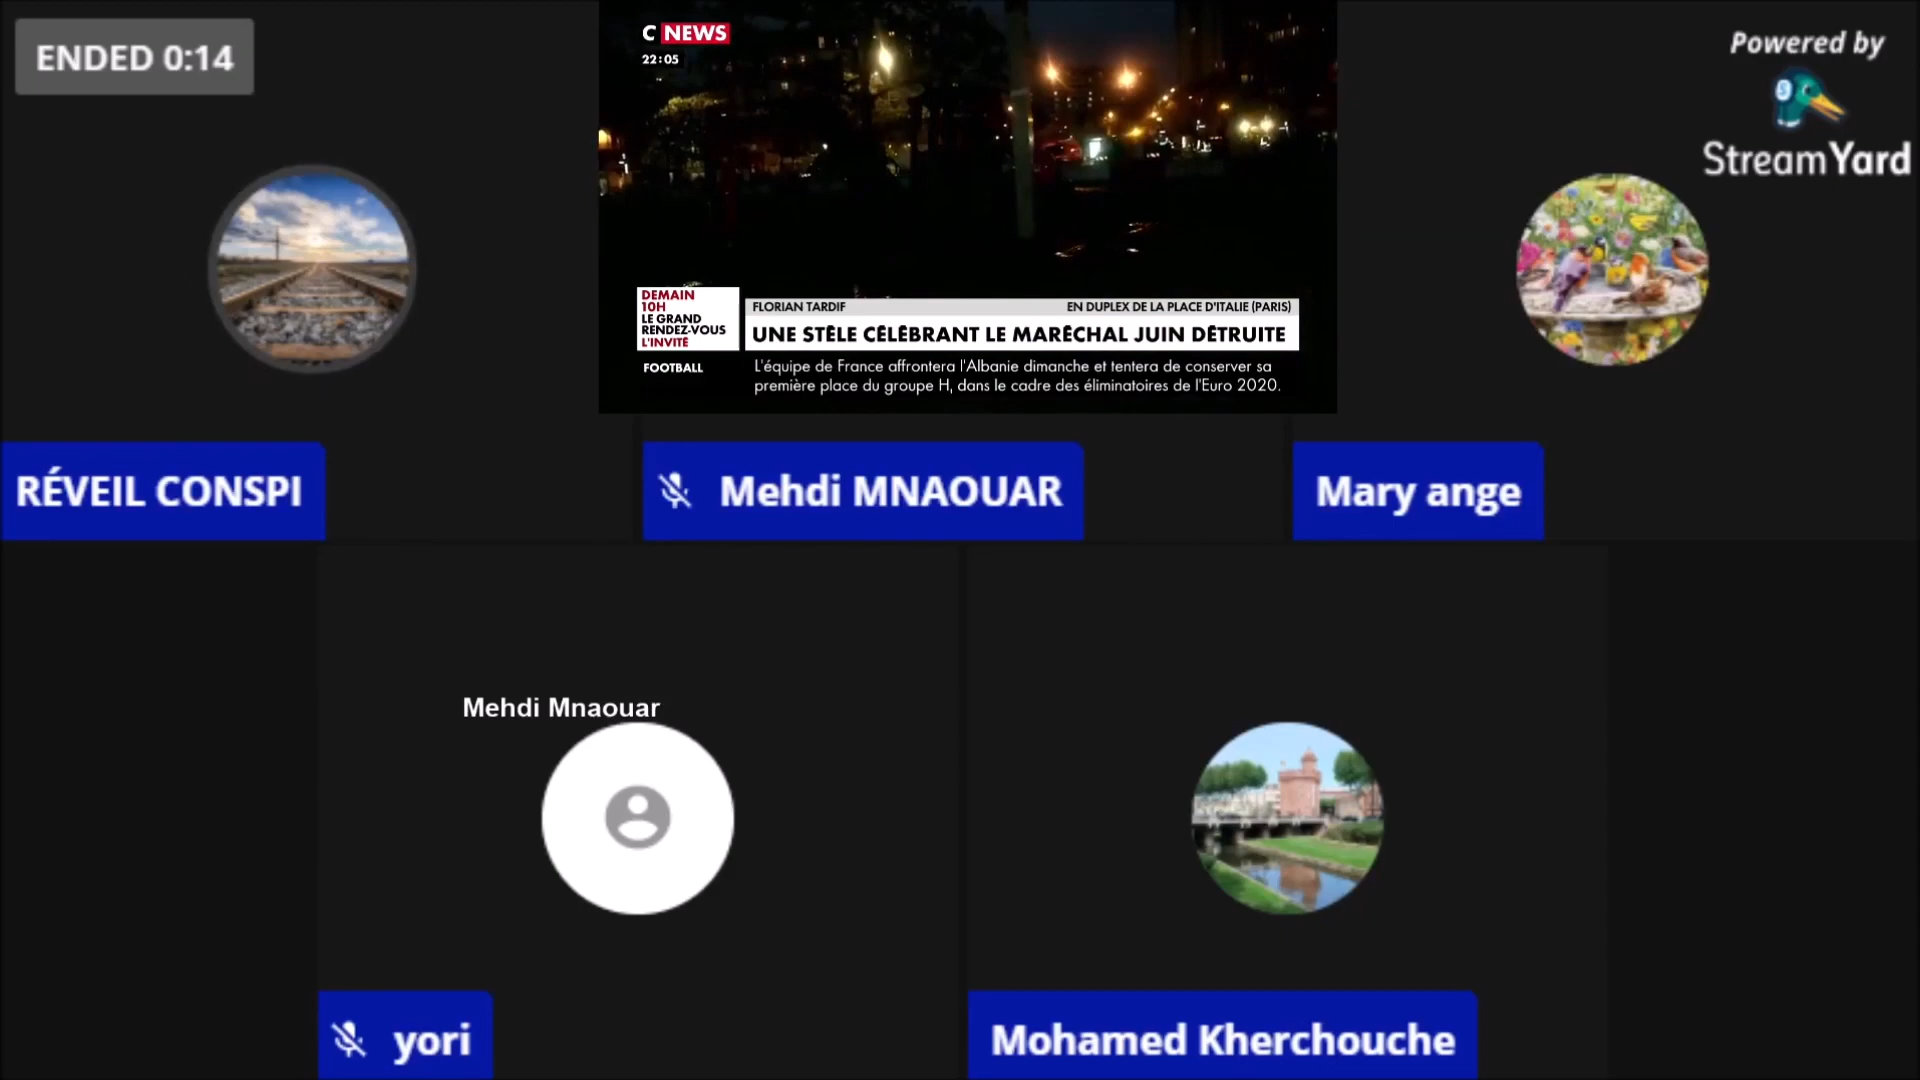 ENDED 0:14
C NEWS
22:05
Powered by
StreamYard
DEMAIN
10H
LE GRAND
RENDEZ-VOUS
L'INVITÉ
FLORIAN TARDIF
EN DUPLEX DE LA PLACE D'ITALIE (PARIS)
UNE STÈLE CÉLÉBRANT LE MARÉCHAL JUIN DÉTRUITE
FOOTBALL
L'équipe de France affrontera l'Albanie dimanche et tentera de conserver sa
première place du groupe H, dans le cadre des éliminatoires de l'Euro 2020.
RÉVEIL CONSPI
Mehdi MNAOUAR
Mary ange
Mehdi Mnaouar
yori
Mohamed Kherchouche